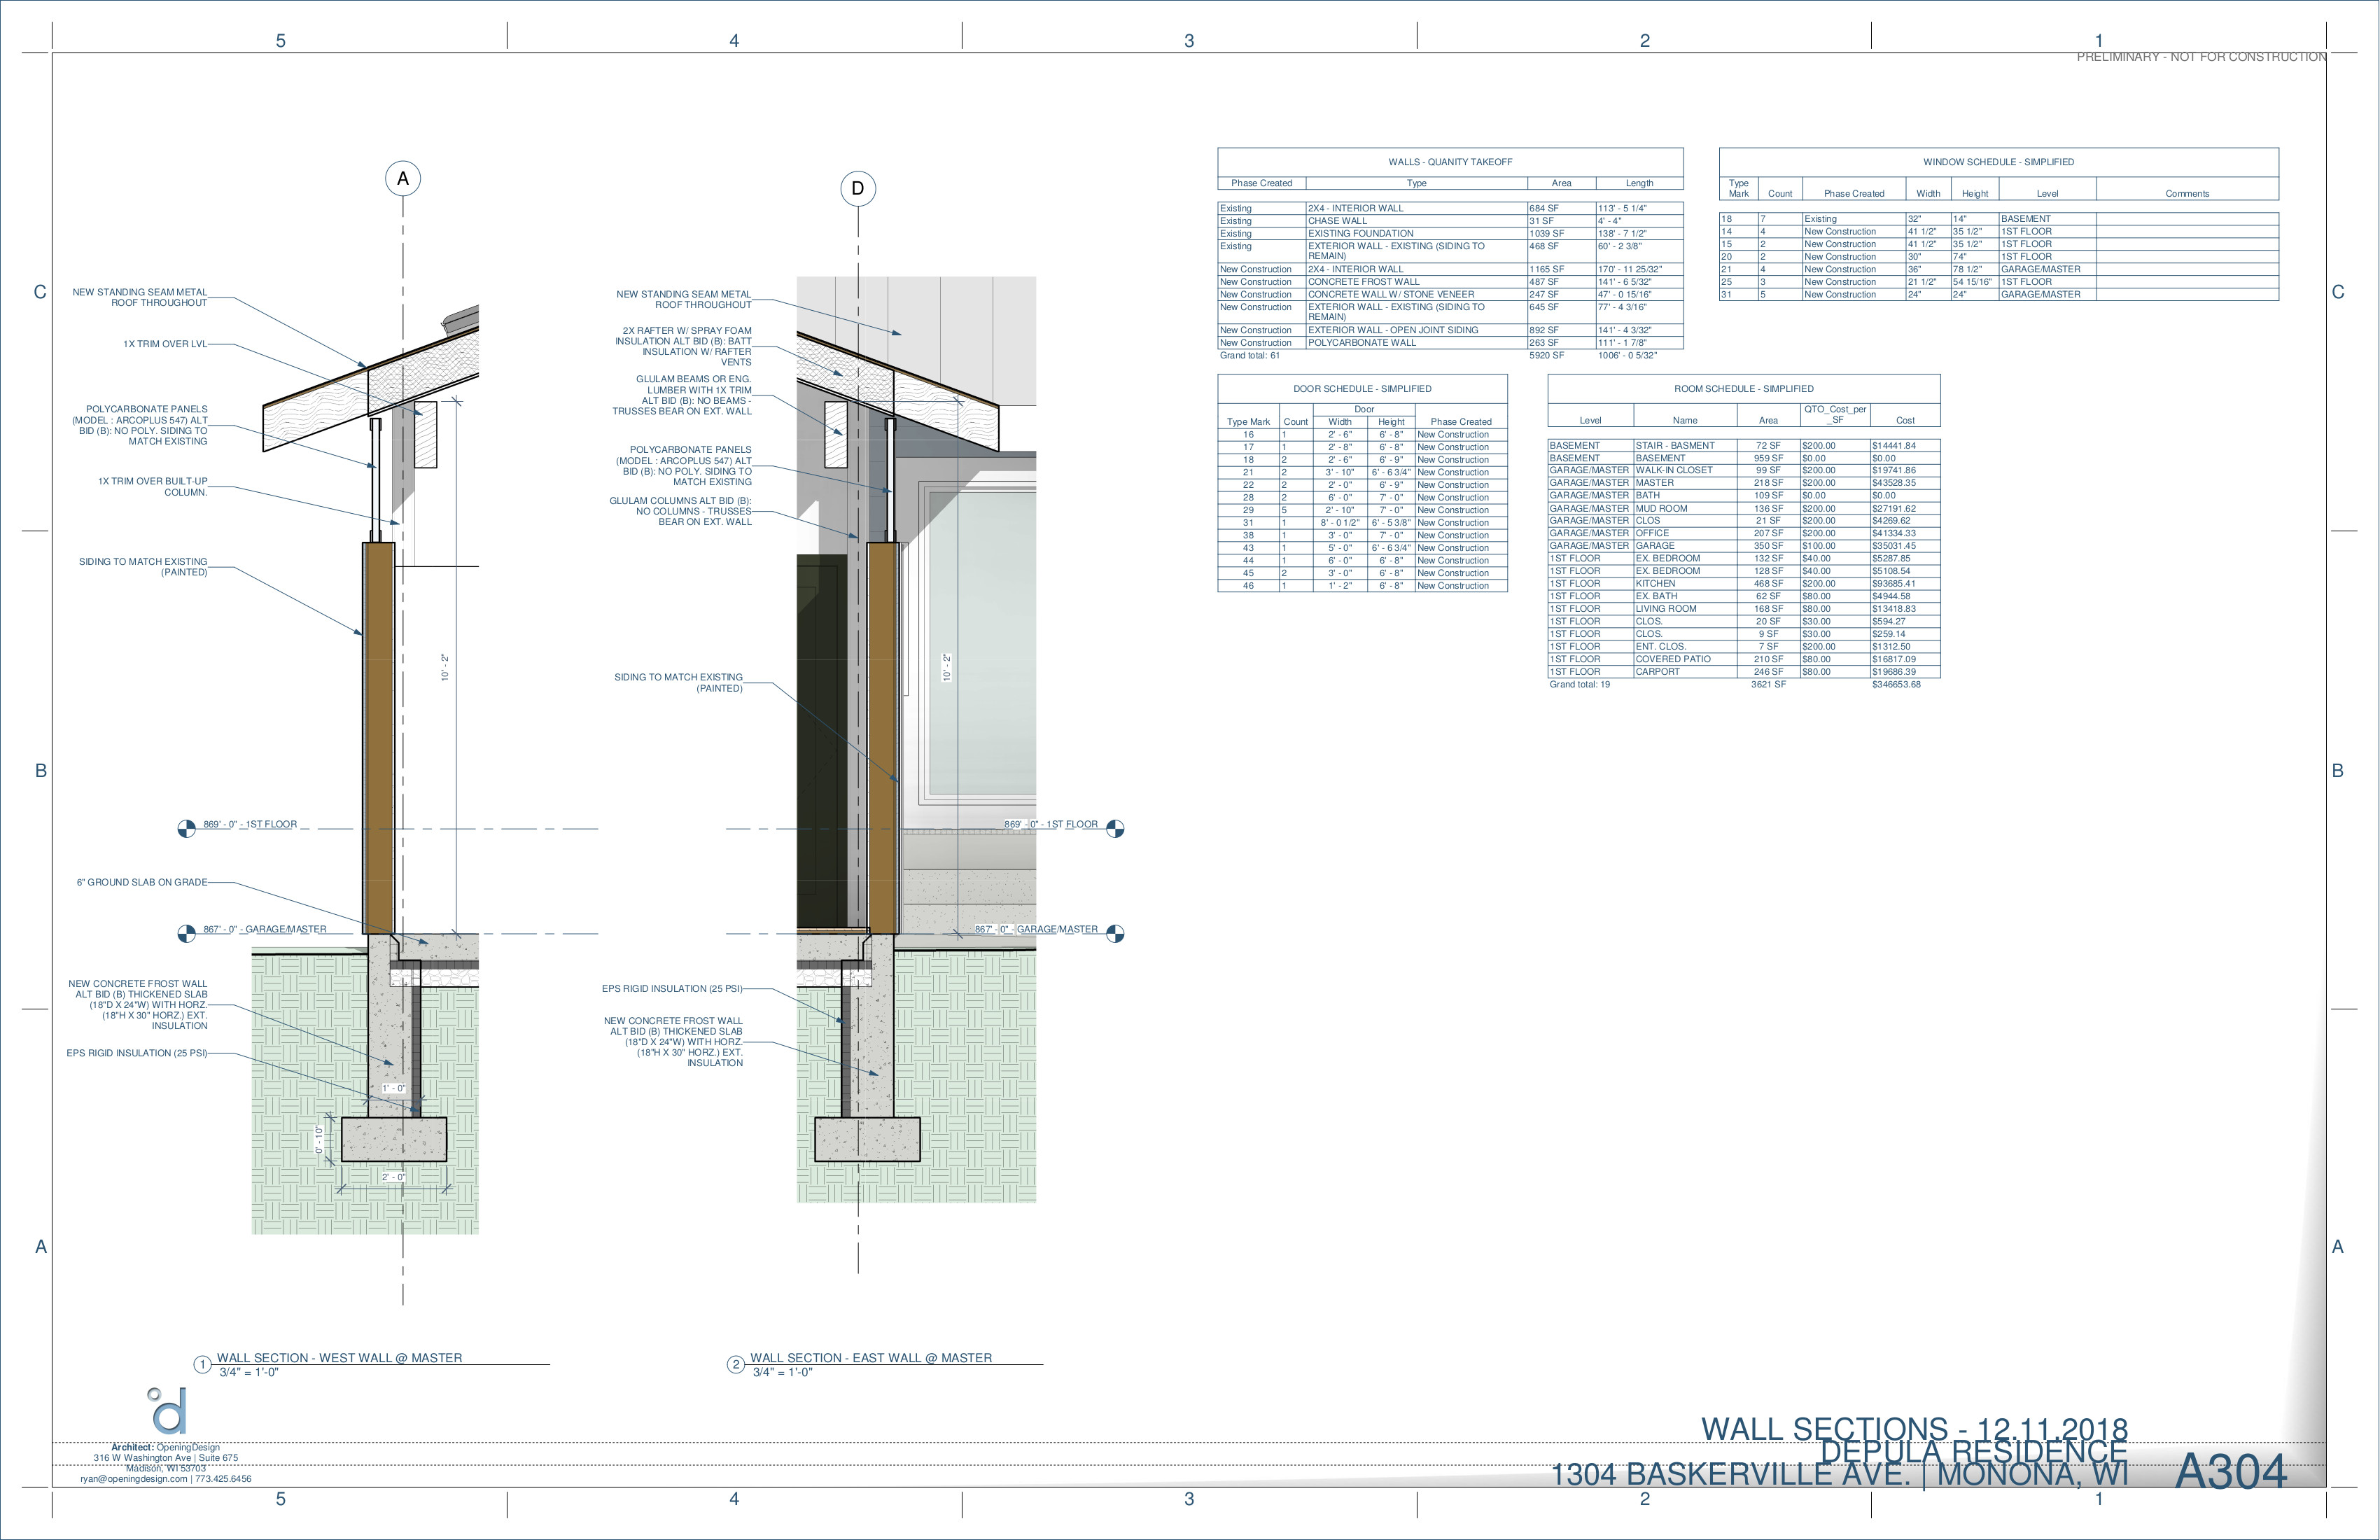 5 4 3 2 1
PRELIMINARY - NOT FOR CONSTRUCTION
C
B
A
A
NEW STANDING SEAM METAL
ROOF THROUGHOUT
1X TRIM OVER LVL
POLYCARBONATE PANELS
(MODEL : ARCOPLUS 547) ALT
BID (B): NO POLY. SIDING TO
MATCH EXISTING
1X TRIM OVER BUILT-UP
COLUMN.
SIDING TO MATCH EXISTING
(PAINTED)
10' - 2"
869' - 0" - 1ST FLOOR
6" GROUND SLAB ON GRADE
867' - 0" - GARAGE/MASTER
NEW CONCRETE FROST WALL
ALT BID (B) THICKENED SLAB
(18"D X 24"W) WITH HORZ.
(18"H X 30" HORZ.) EXT.
INSULATION
EPS RIGID INSULATION (25 PSI)
1' - 0"
0' - 10"
2' - 0"
1 WALL SECTION - WEST WALL @ MASTER
3/4" = 1'-0"
D
NEW STANDING SEAM METAL
ROOF THROUGHOUT
2X RAFTER W/ SPRAY FOAM
INSULATION ALT BID (B): BATT
INSULATION W/ RAFTER
VENTS
GLULAM BEAMS OR ENG.
LUMBER WITH 1X TRIM
ALT BID (B): NO BEAMS -
TRUSSES BEAR ON EXT. WALL
POLYCARBONATE PANELS
(MODEL : ARCOPLUS 547) ALT
BID (B): NO POLY. SIDING TO
MATCH EXISTING
GLULAM COLUMNS ALT BID (B):
NO COLUMNS - TRUSSES
BEAR ON EXT. WALL
SIDING TO MATCH EXISTING
(PAINTED)
10' - 2"
869' - 0" - 1ST FLOOR
867' - 0" - GARAGE/MASTER
EPS RIGID INSULATION (25 PSI)
NEW CONCRETE FROST WALL
ALT BID (B) THICKENED SLAB
(18"D X 24"W) WITH HORZ.
(18"H X 30" HORZ.) EXT.
INSULATION
2 WALL SECTION - EAST WALL @ MASTER
3/4" = 1'-0"
WALLS - QUANITY TAKEOFF
Phase Created Type Area Length
Existing 2X4 - INTERIOR WALL 684 SF 113' - 5 1/4"
Existing CHASE WALL 31 SF 4' - 4"
Existing EXISTING FOUNDATION 1039 SF 138' - 7 1/2"
Existing EXTERIOR WALL - EXISTING (SIDING TO 468 SF 60' - 2 3/8"
REMAIN)
New Construction 2X4 - INTERIOR WALL 1165 SF 170' - 11 25/32"
New Construction CONCRETE FROST WALL 487 SF 141' - 6 5/32"
New Construction CONCRETE WALL W/ STONE VENEER 247 SF 47' - 0 15/16"
New Construction EXTERIOR WALL - EXISTING (SIDING TO 645 SF 77' - 4 3/16"
REMAIN)
New Construction EXTERIOR WALL - OPEN JOINT SIDING 892 SF 141' - 4 3/32"
New Construction POLYCARBONATE WALL 263 SF 111' - 1 7/8"
Grand total: 61 5920 SF 1006' - 0 5/32"
WINDOW SCHEDULE - SIMPLIFIED
Type
Mark Count Phase Created Width Height Level Comments
18 7 Existing 32" 14" BASEMENT
14 4 New Construction 41 1/2" 35 1/2" 1ST FLOOR
15 2 New Construction 41 1/2" 35 1/2" 1ST FLOOR
20 2 New Construction 30" 74" 1ST FLOOR
21 4 New Construction 36" 78 1/2" GARAGE/MASTER
25 3 New Construction 21 1/2" 54 15/16" 1ST FLOOR
31 5 New Construction 24" 24" GARAGE/MASTER
DOOR SCHEDULE - SIMPLIFIED
Door
Type Mark Count Width Height Phase Created
16 1 2' - 6" 6' - 8" New Construction
17 1 2' - 8" 6' - 8" New Construction
18 2 2' - 6" 6' - 9" New Construction
21 2 3' - 10" 6' - 6 3/4" New Construction
22 2 2' - 0" 6' - 9" New Construction
28 2 6' - 0" 7' - 0" New Construction
29 5 2' - 10" 7' - 0" New Construction
31 1 8' - 0 1/2" 6' - 5 3/8" New Construction
38 1 3' - 0" 7' - 0" New Construction
43 1 5' - 0" 6' - 6 3/4" New Construction
44 1 6' - 0" 6' - 8" New Construction
45 2 3' - 0" 6' - 8" New Construction
46 1 1' - 2" 6' - 8" New Construction
ROOM SCHEDULE - SIMPLIFIED
Level Name Area QTO_Cost_per Cost
_SF
BASEMENT STAIR - BASMENT 72 SF $200.00 $14441.84
BASEMENT BASEMENT 959 SF $0.00 $0.00
GARAGE/MASTER WALK-IN CLOSET 99 SF $200.00 $19741.86
GARAGE/MASTER MASTER 218 SF $200.00 $43528.35
GARAGE/MASTER BATH 109 SF $0.00 $0.00
GARAGE/MASTER MUD ROOM 136 SF $200.00 $27191.62
GARAGE/MASTER CLOS 21 SF $200.00 $4269.62
GARAGE/MASTER OFFICE 207 SF $200.00 $41334.33
GARAGE/MASTER GARAGE 350 SF $100.00 $35031.45
1ST FLOOR EX. BEDROOM 132 SF $40.00 $5287.85
1ST FLOOR EX. BEDROOM 128 SF $40.00 $5108.54
1ST FLOOR KITCHEN 468 SF $200.00 $93685.41
1ST FLOOR EX. BATH 62 SF $80.00 $4944.58
1ST FLOOR LIVING ROOM 168 SF $80.00 $13418.83
1ST FLOOR CLOS. 20 SF $30.00 $594.27
1ST FLOOR CLOS. 9 SF $30.00 $259.14
1ST FLOOR ENT. CLOS. 7 SF $200.00 $1312.50
1ST FLOOR COVERED PATIO 210 SF $80.00 $16817.09
1ST FLOOR CARPORT 246 SF $80.00 $19686.39
Grand total: 19 3621 SF $346653.68
C
B
A
d
Architect: OpeningDesign
316 W Washington Ave | Suite 675
Madison, WI 53703
ryan@openingdesign.com | 773.425.6456
WALL SECTIONS - 12.11.2018
DEPULA RESIDENCE
1304 BASKERVILLE AVE. | MONONA, WI
A304
5 4 3 2 1